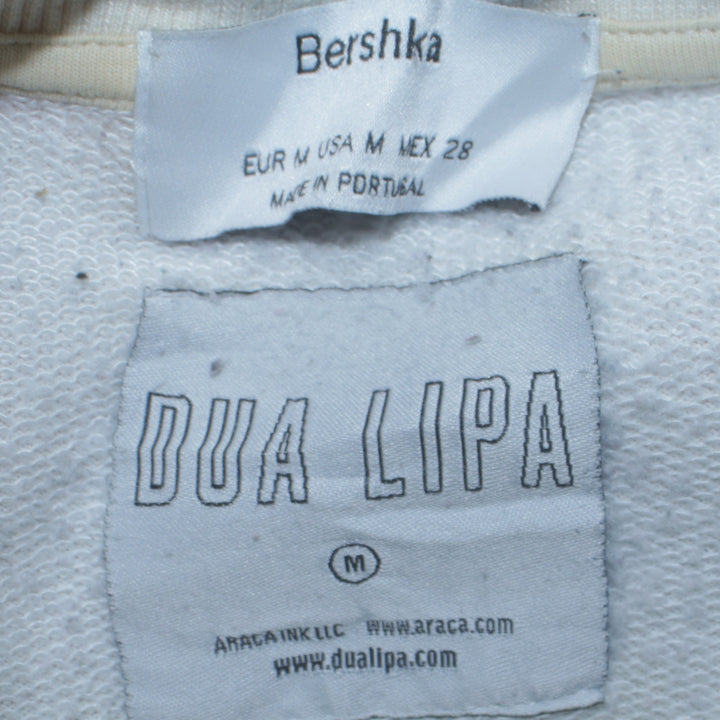 Bershka
EUR M USA M MEX 28
MADE IN PORTUGAL
DUA LIPA
M
ARACA INK LLC www.araca.com
www.dualipa.com